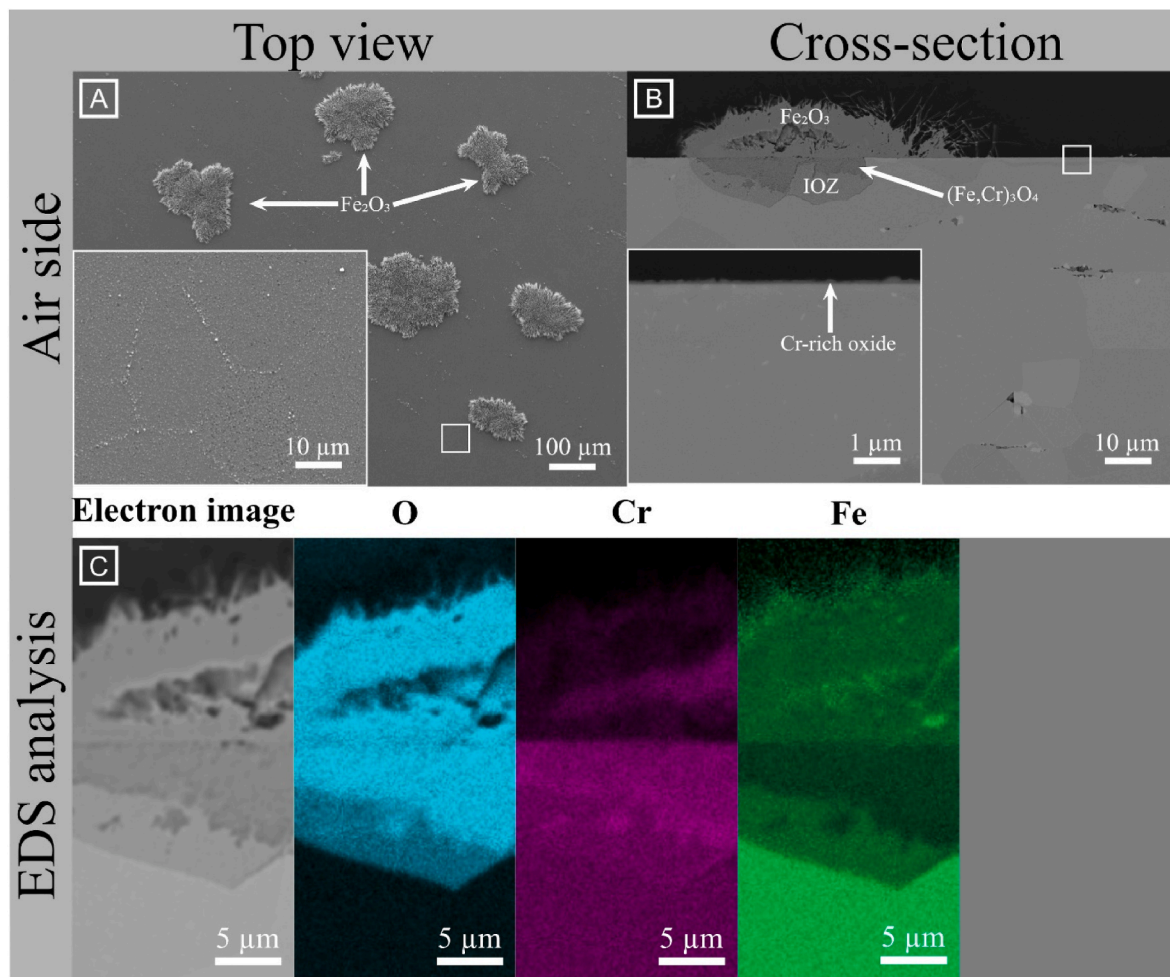 Top view
Cross-section
Air side
A
Fe₂O₃
10 µm
100 µm
B
Fe₂O₃
IOZ
(Fe,Cr)₃O₄
Cr-rich oxide
1 µm
10 µm
Electron image
O
Cr
Fe
EDS analysis
C
5 µm
5 µm
5 µm
5 µm